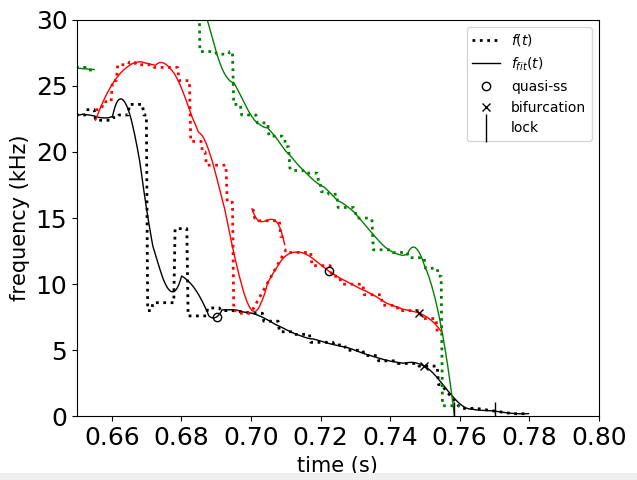 30
25
20
15
10
5
0
frequency (kHz)
f(t)
f_fit(t)
quasi-ss
bifurcation
lock
0.66 0.68 0.70 0.72 0.74 0.76 0.78 0.80
time (s)